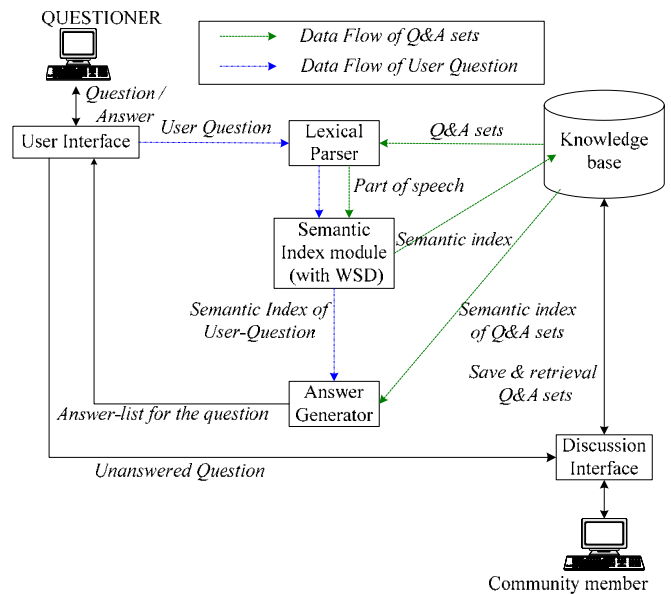 QUESTIONER
Data Flow of Q&A sets
Data Flow of User Question
Question /
Answer
User Interface
User Question
Lexical
Parser
Q&A sets
Knowledge
base
Part of speech
Semantic
Index module
(with WSD)
Semantic index
Semantic Index of
User-Question
Semantic index
of Q&A sets
Answer
Generator
Save & retrieval
Q&A sets
Answer-list for the question
Unanswered Question
Discussion
Interface
Community member